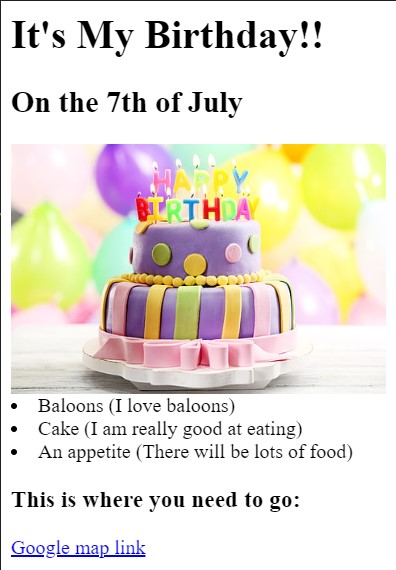 It's My Birthday!!
On the 7th of July
HAPPY
BIRTHDAY
Baloons (I love baloons)
Cake (I am really good at eating)
An appetite (There will be lots of food)
This is where you need to go:
Google map link